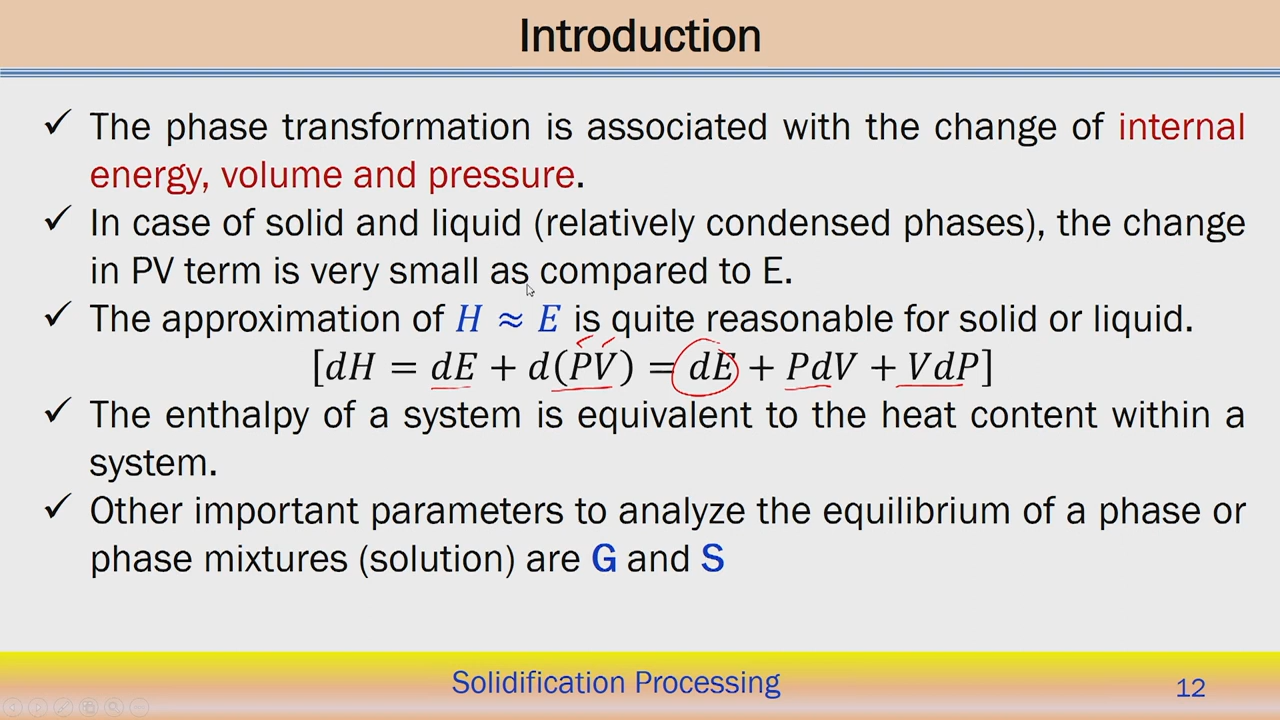 Introduction
✓ The phase transformation is associated with the change of internal
energy, volume and pressure.
✓ In case of solid and liquid (relatively condensed phases), the change
in PV term is very small as compared to E.
✓ The approximation of H ≈ E is quite reasonable for solid or liquid.
[dH = dE + d(PV) = dE + PdV + VdP]
✓ The enthalpy of a system is equivalent to the heat content within a
system.
✓ Other important parameters to analyze the equilibrium of a phase or
phase mixtures (solution) are G and S
Solidification Processing
12